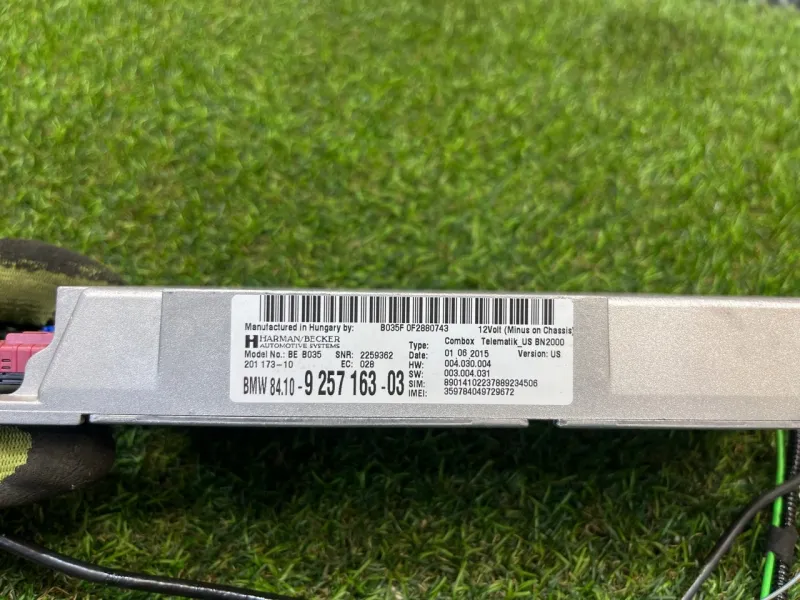 Manufactured in Hungary by: B035F 0F2880743 12Volt (Minus on Chassis)
HARMAN/BECKER
AUTOMOTIVE SYSTEMS
Model No.: BE B035 SNR: 2259362
201 173-10 EC: 028
BMW 84.10 - 9 257 163 - 03
Type: Combox Telematik_US BN2000
Date: 01 06 2015 Version: US
HW: 004.030.004
SW: 003.004.031
SIM: 89014102237889234506
IMEI: 359784049729672